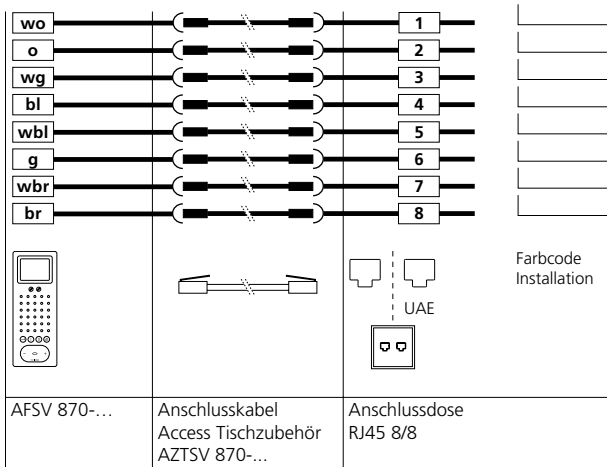 wo 1
o 2
wg 3
bl 4
wbl 5
g 6
wbr 7
br 8
Farbcode
Installation
UAE
AFSV 870-…
Anschlusskabel
Access Tischzubehör
AZTSV 870-...
Anschlussdose
RJ45 8/8